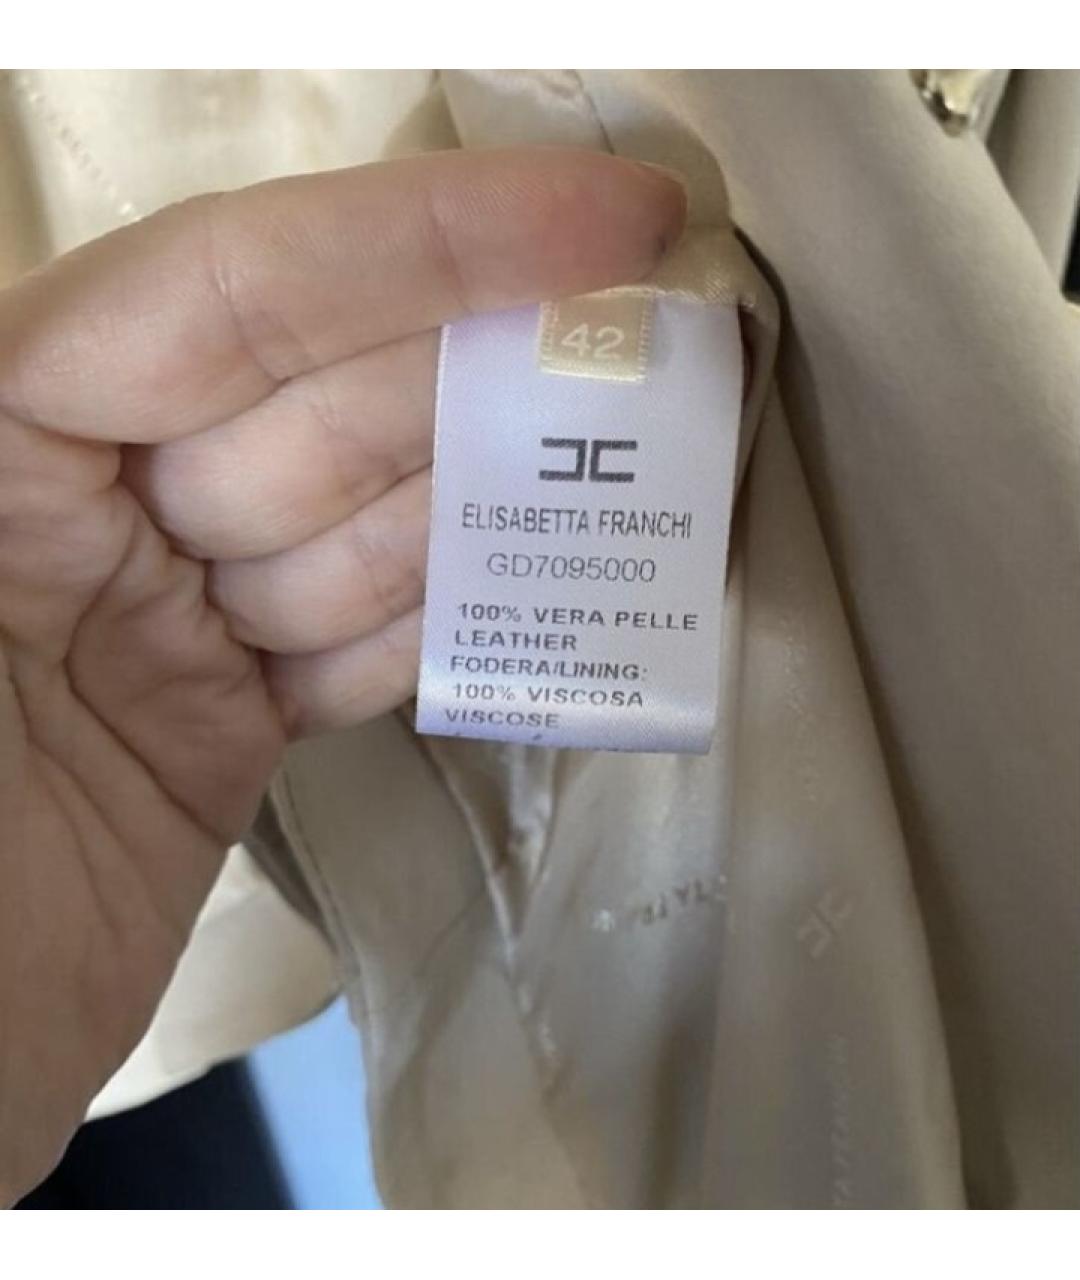 42
ELISABETTA FRANCHI
GD7095000
100% VERA PELLE
LEATHER
FODERA/LINING:
100% VISCOSA
VISCOSE